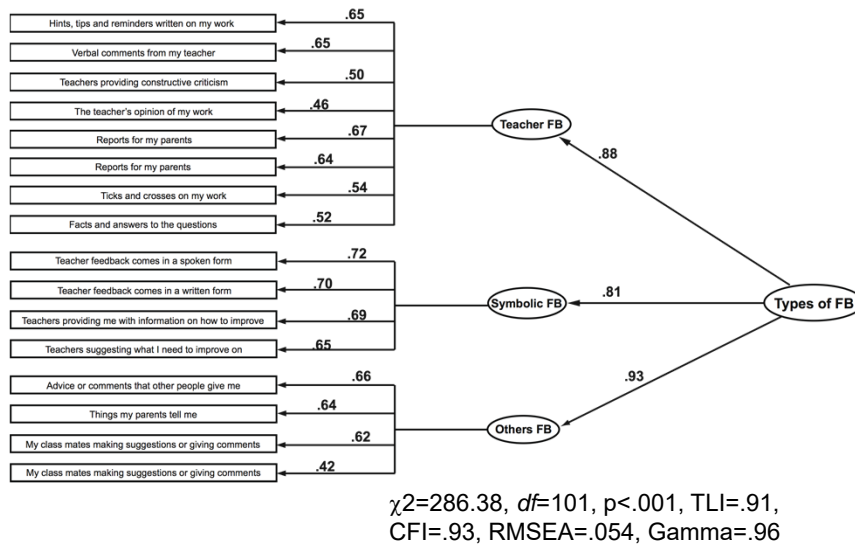 Hints, tips and reminders written on my work
.65
Verbal comments from my teacher
.65
Teachers providing constructive criticism
.50
The teacher's opinion of my work
.46
Reports for my parents
.67
Reports for my parents
.64
Ticks and crosses on my work
.54
Facts and answers to the questions
.52
Teacher FB
.88
Teacher feedback comes in a spoken form
.72
Teacher feedback comes in a written form
.70
Teachers providing me with information on how to improve
.69
Teachers suggesting what I need to improve on
.65
Symbolic FB
.81
Types of FB
Advice or comments that other people give me
.66
Things my parents tell me
.64
My class mates making suggestions or giving comments
.62
My class mates making suggestions or giving comments
.42
Others FB
.93
χ2=286.38, df=101, p<.001, TLI=.91,
CFI=.93, RMSEA=.054, Gamma=.96